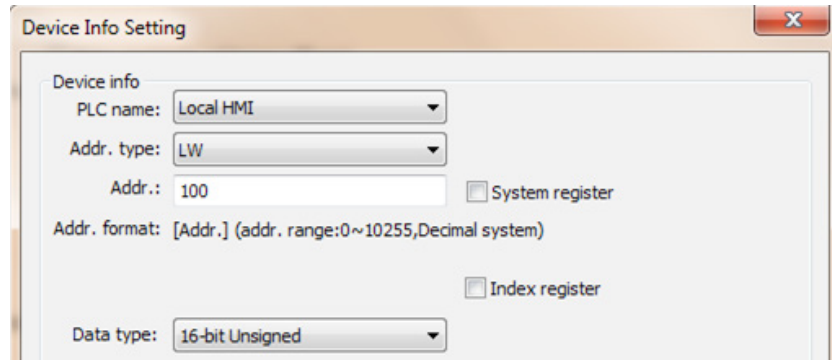 Device Info Setting
Device info
PLC name: Local HMI
Addr. type: LW
Addr.: 100 System register
Addr. format: [Addr.] (addr. range:0~10255,Decimal system)
Index register
Data type: 16-bit Unsigned